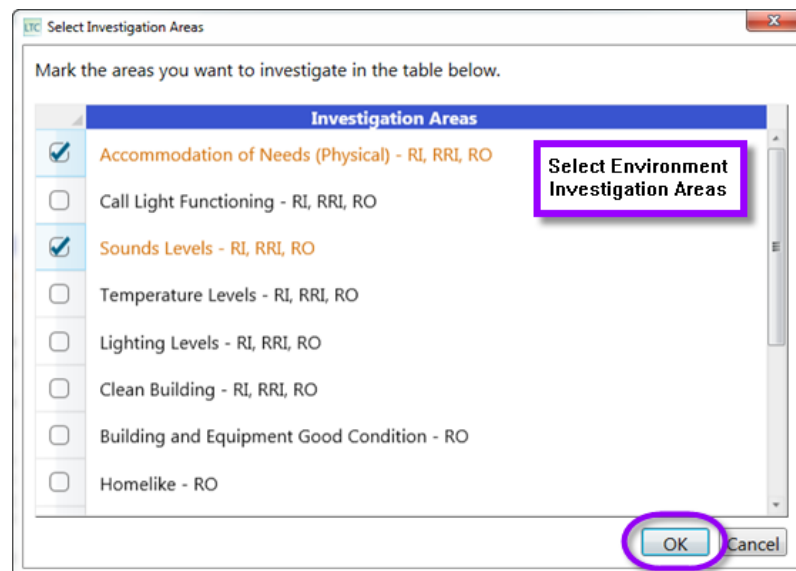 LTC Select Investigation Areas
Mark the areas you want to investigate in the table below.
Investigation Areas
Accommodation of Needs (Physical) - RI, RRI, RO
Select Environment
Investigation Areas
Call Light Functioning - RI, RRI, RO
Sounds Levels - RI, RRI, RO
Temperature Levels - RI, RRI, RO
Lighting Levels - RI, RRI, RO
Clean Building - RI, RRI, RO
Building and Equipment Good Condition - RO
Homelike - RO
OK Cancel